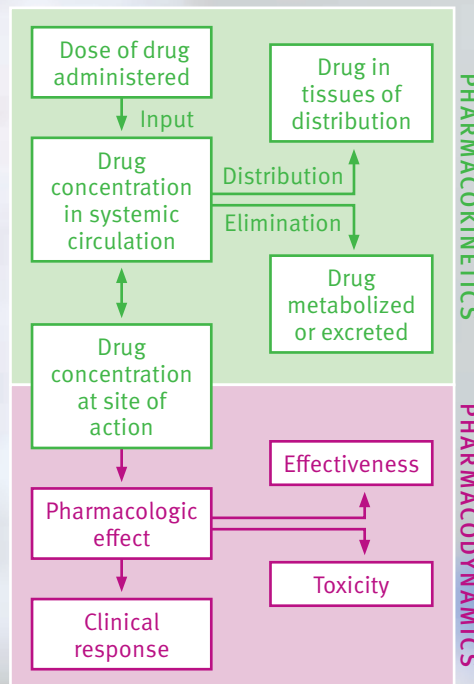 Dose of drug
administered
Input
Drug
concentration
in systemic
circulation
Distribution
Elimination
Drug in
tissues of
distribution
Drug
metabolized
or excreted
Drug
concentration
at site of
action
Pharmacologic
effect
Effectiveness
Toxicity
Clinical
response
PHARMACOKINETICS
PHARMACODYNAMICS